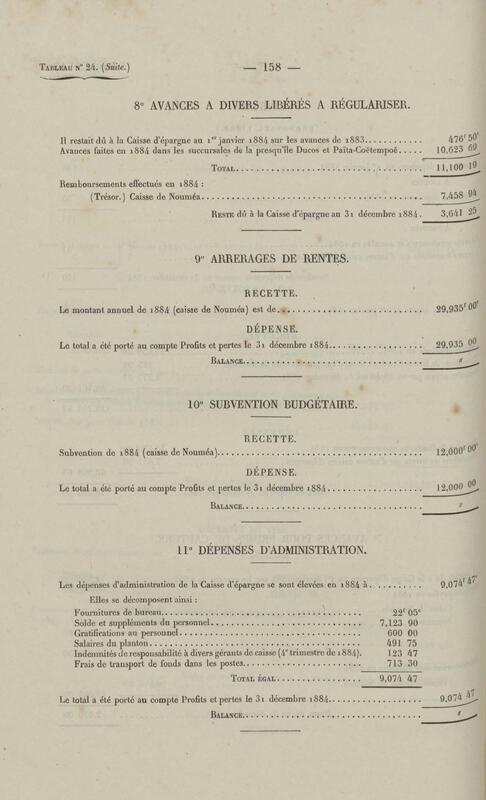 TABLEAU N° 24. (Suite.)
— 158 —
8° AVANCES A DIVERS LIBÉRÉS A RÉGULARISER.
Il restait dû à la Caisse d'épargne au 1er janvier 1884 sur les avances de 1883........... 476f 50c
Avances faites en 1884 dans les succursales de la presqu'île Ducos et Païta-Coëtempoé..... 10,623 69
TOTAL................................. 11,100 19
Remboursements effectués en 1884 :
(Trésor.) Caisse de Nouméa........................................ 7,458 94
RESTE dû à la Caisse d'épargne au 31 décembre 1884. 3,641 25
9° ARRERAGES DE RENTES.
RECETTE.
Le montant annuel de 1884 (caisse de Nouméa) est de.............................. 29,935f 00c
DÉPENSE.
Le total a été porté au compte Profits et pertes le 31 décembre 1884................... 29,935 00
BALANCE.................................... "
10° SUBVENTION BUDGÉTAIRE.
RECETTE.
Subvention de 1884 (caisse de Nouméa)........................................ 12,000f 00c
DÉPENSE.
Le total a été porté au compte Profits et pertes le 31 décembre 1884................... 12,000 00
BALANCE.................................... "
11° DÉPENSES D'ADMINISTRATION.
Les dépenses d'administration de la Caisse d'épargne se sont élevées en 1884 à.......... 9,074f 47c
Elles se décomposent ainsi :
Fournitures de bureau........................................ 22f 05c
Solde et suppléments du personnel.............................. 7,123 90
Gratifications au personnel.................................... 600 00
Salaires du planton.......................................... 491 75
Indemnités de responsabilité à divers gérants de caisse (4e trimestre de 1884). 123 47
Frais de transport de fonds dans les postes........................ 713 30
TOTAL ÉGAL.................. 9,074 47
Le total a été porté au compte Profits et pertes le 31 décembre 1884................... 9,074 47
BALANCE.................................... "